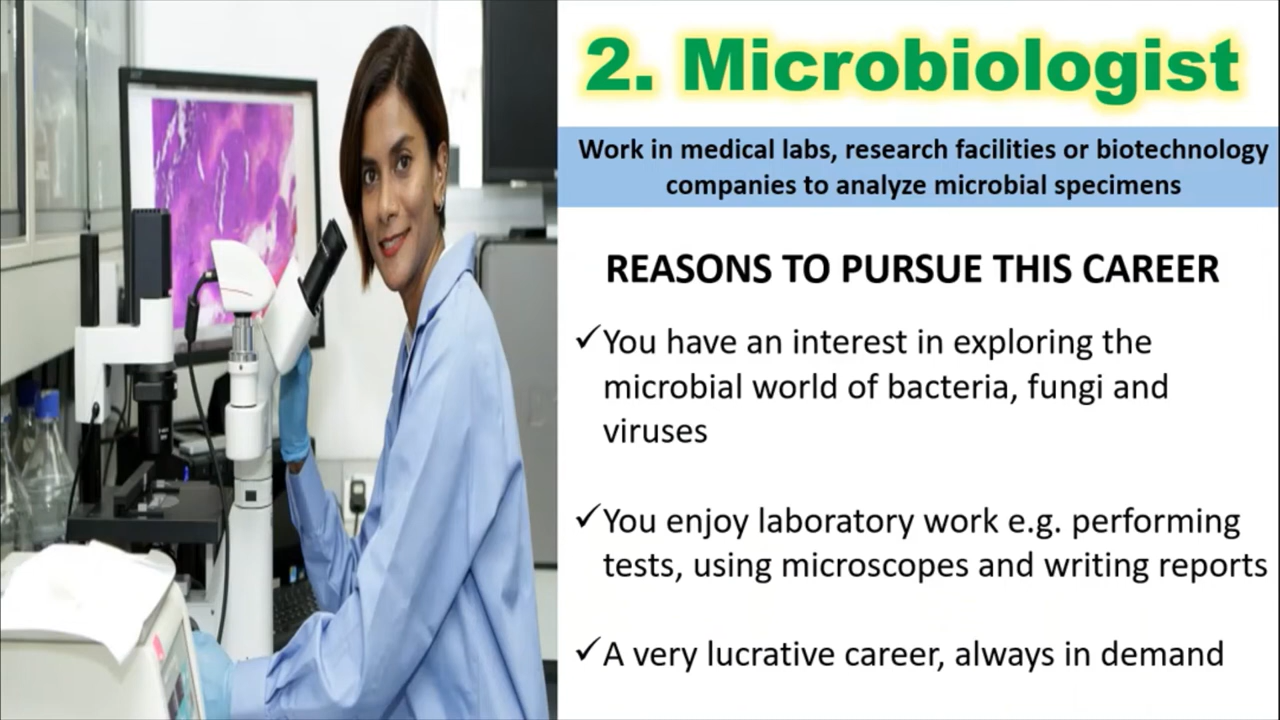 2. Microbiologist
Work in medical labs, research facilities or biotechnology
companies to analyze microbial specimens
REASONS TO PURSUE THIS CAREER
✓You have an interest in exploring the
microbial world of bacteria, fungi and
viruses
✓You enjoy laboratory work e.g. performing
tests, using microscopes and writing reports
✓A very lucrative career, always in demand